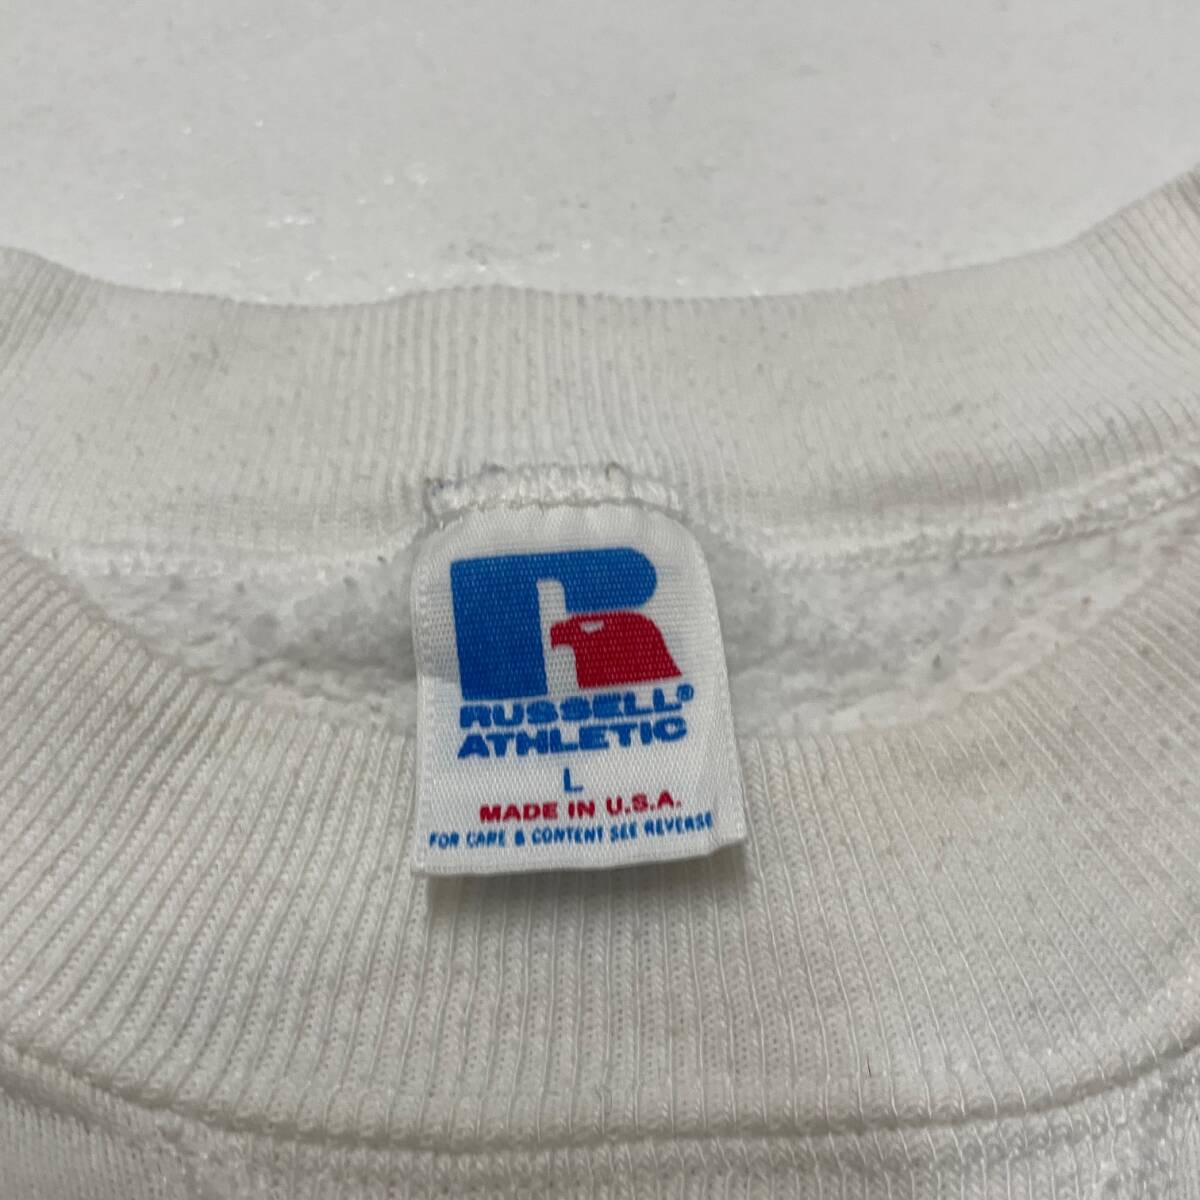 R
RUSSELL®
ATHLETIC
L
MADE IN U.S.A.
FOR CARE & CONTENT SEE REVERSE